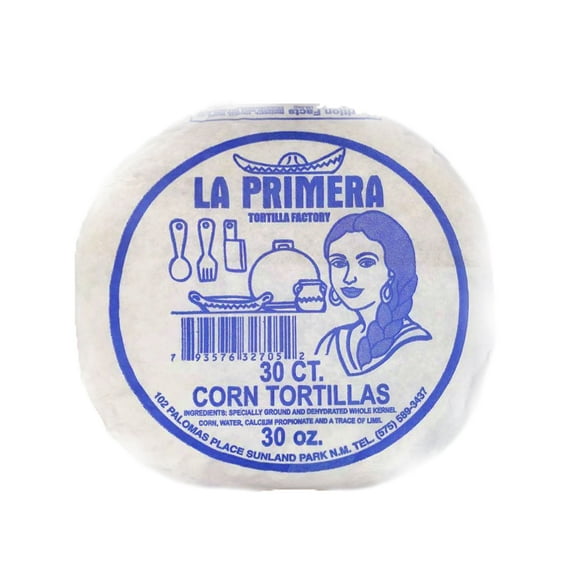 Nutrition Facts
LA PRIMERA
TORTILLA FACTORY
7 93576 32705 2
30 CT.
CORN TORTILLAS
INGREDIENTS: SPECIALLY GROUND AND DEHYDRATED WHOLE KERNEL
CORN, WATER, CALCIUM PROPIONATE AND A TRACE OF LIME.
30 oz.
102 PALOMAS PLACE SUNLAND PARK N.M. TEL. (575) 589-3437